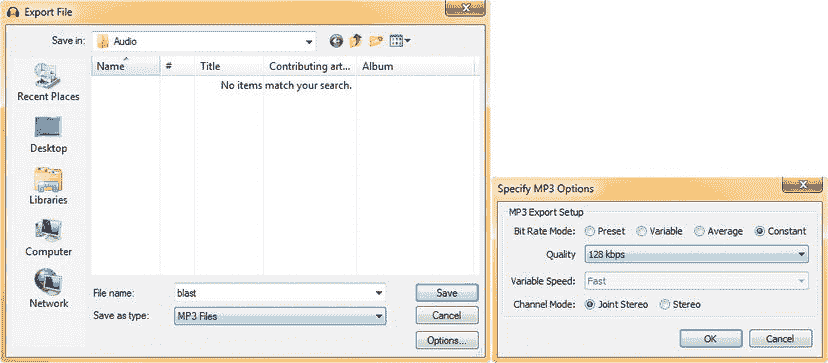 Export File
Save in: Audio
Name # Title Contributing art... Album
No items match your search.
Recent Places
Desktop
Libraries
Computer
Network
File name: blast Save
Save as type: MP3 Files Cancel
Options...
Specify MP3 Options
MP3 Export Setup
Bit Rate Mode: Preset Variable Average Constant
Quality 128 kbps
Variable Speed: Fast
Channel Mode: Joint Stereo Stereo
OK Cancel